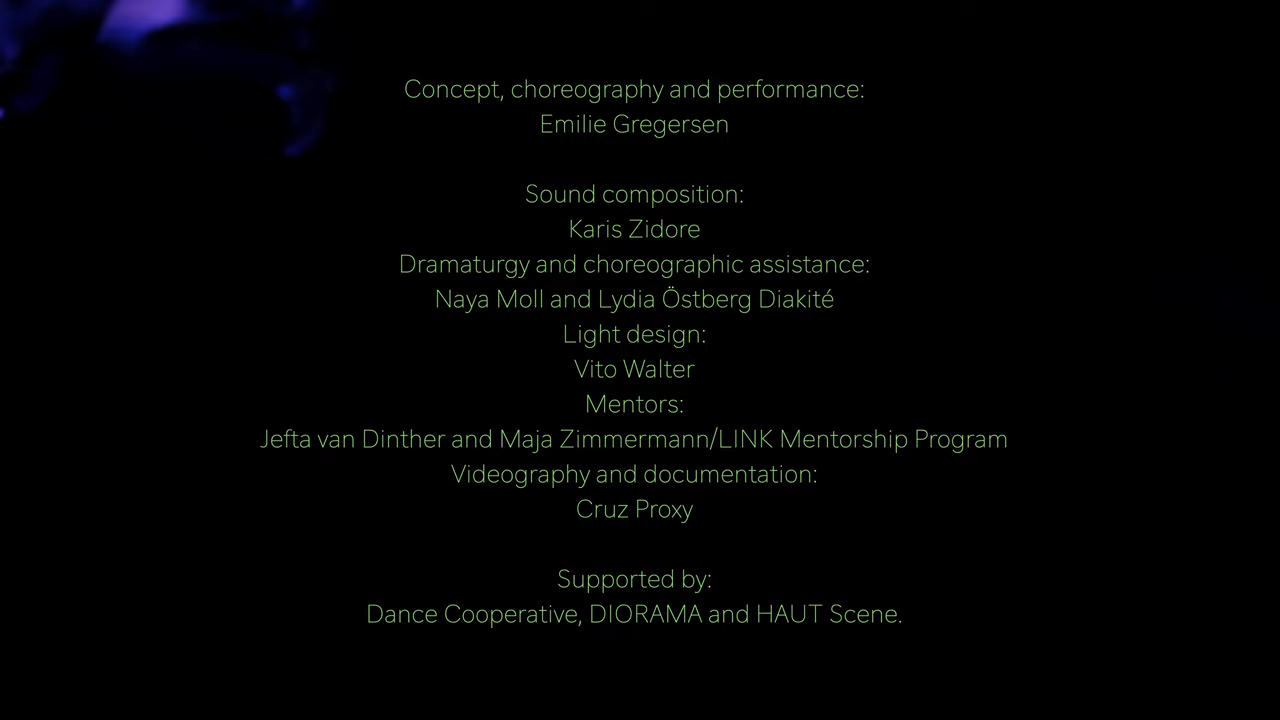 Concept, choreography and performance:
Emilie Gregersen
Sound composition:
Karis Zidore
Dramaturgy and choreographic assistance:
Naya Moll and Lydia Östberg Diakité
Light design:
Vito Walter
Mentors:
Jefta van Dinther and Maja Zimmermann/LINK Mentorship Program
Videography and documentation:
Cruz Proxy
Supported by:
Dance Cooperative, DIORAMA and HAUT Scene.